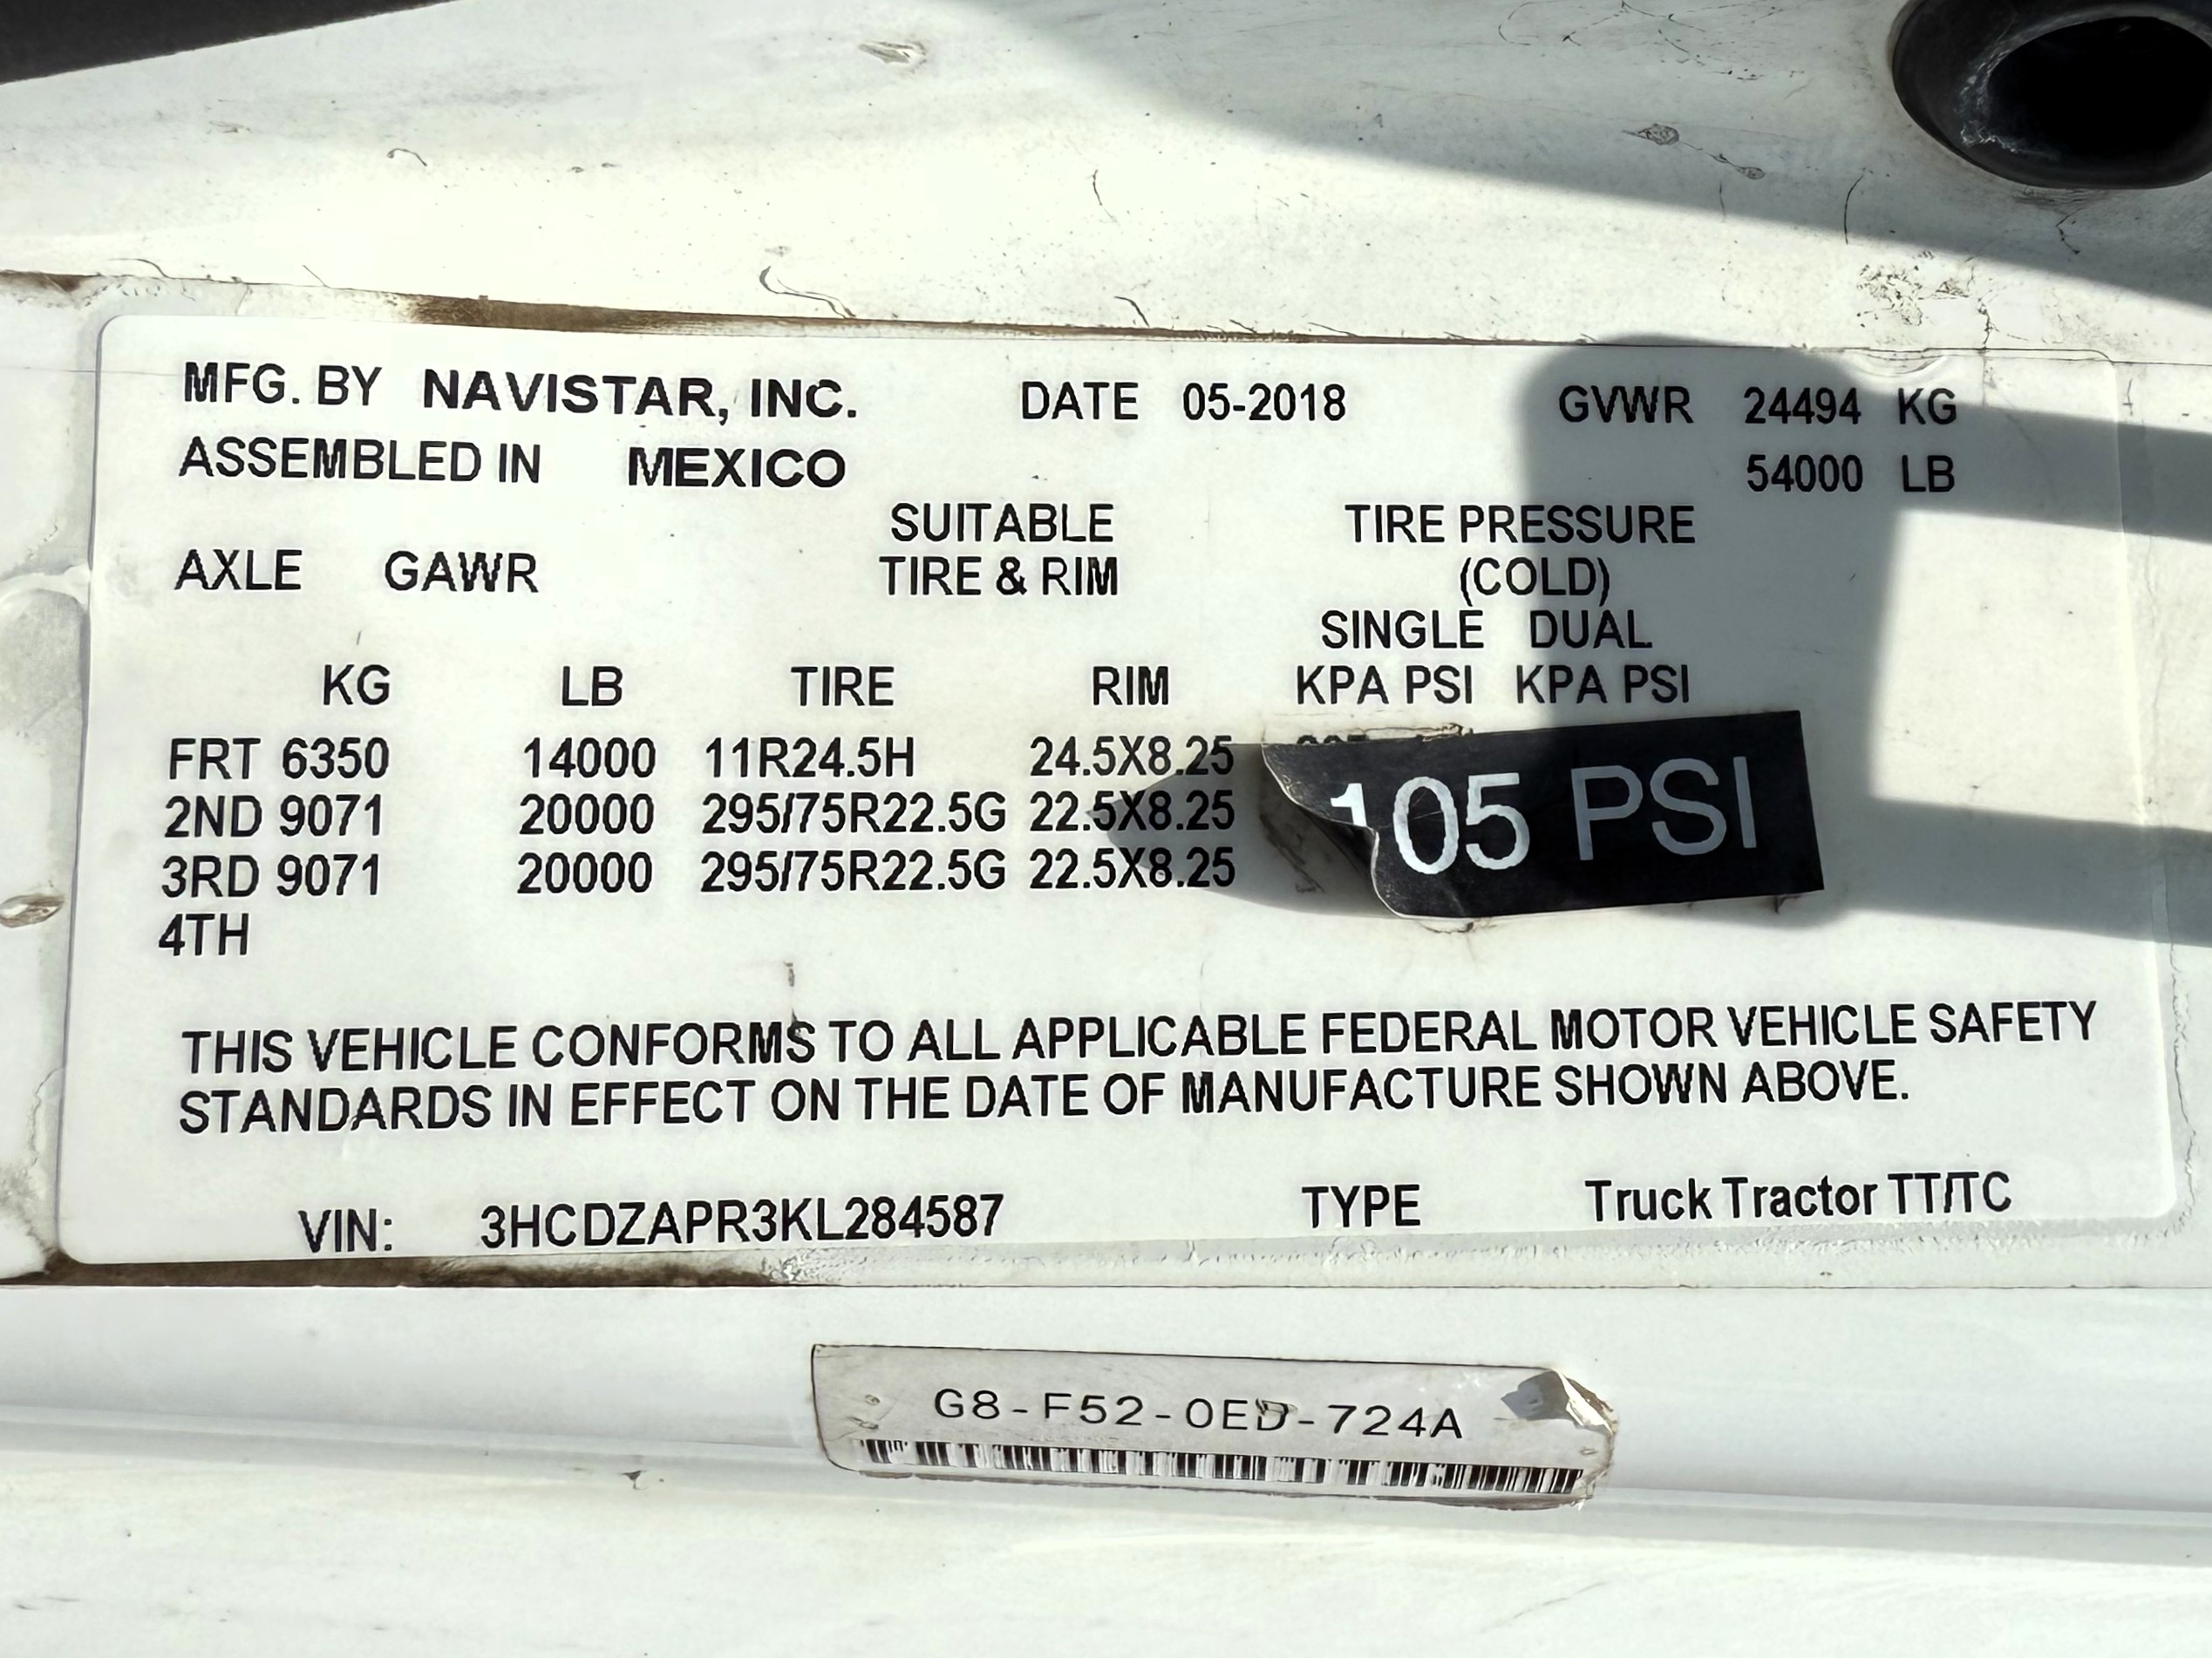 MFG. BY NAVISTAR, INC. DATE 05-2018 GVWR 24494 KG
ASSEMBLED IN MEXICO 54000 LB
SUITABLE TIRE PRESSURE
AXLE GAWR TIRE & RIM (COLD)
SINGLE DUAL
KG LB TIRE RIM KPA PSI KPA PSI
FRT 6350 14000 11R24.5H 24.5X8.25
2ND 9071 20000 295/75R22.5G 22.5X8.25
105 PSI
3RD 9071 20000 295/75R22.5G 22.5X8.25
4TH
THIS VEHICLE CONFORMS TO ALL APPLICABLE FEDERAL MOTOR VEHICLE SAFETY
STANDARDS IN EFFECT ON THE DATE OF MANUFACTURE SHOWN ABOVE.
VIN: 3HCDZAPR3KL284587 TYPE Truck Tractor TT/TC
G8-F52-0ED-724A